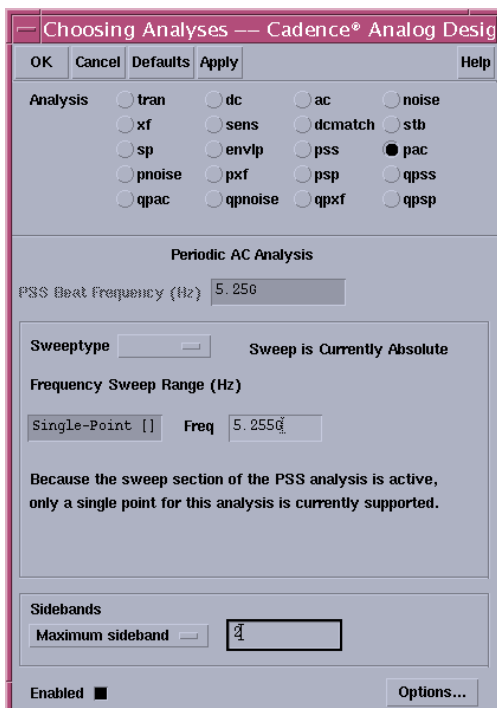 Choosing Analyses -- Cadence® Analog Desig
OK Cancel Defaults Apply Help
Analysis tran dc ac noise
xf sens dcmatch stb
sp envlp pss pac
pnoise pxf psp qpss
qpac qpnoise qpxf qpsp
Periodic AC Analysis
PSS Beat Frequency (Hz) 5.25G
Sweeptype Sweep is Currently Absolute
Frequency Sweep Range (Hz)
Single-Point [] Freq 5.255G
Because the sweep section of the PSS analysis is active,
only a single point for this analysis is currently supported.
Sidebands
Maximum sideband 2
Enabled Options...